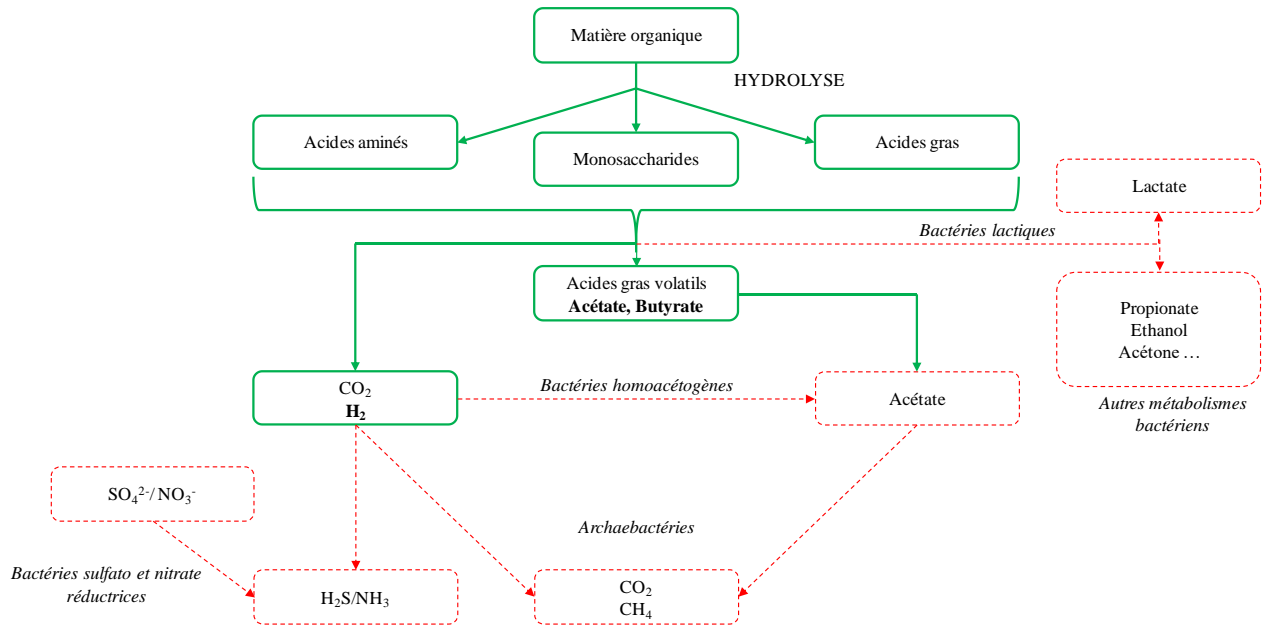 Matière organique
HYDROLYSE
Acides aminés
Monosaccharides
Acides gras
Lactate
Bactéries lactiques
Acides gras volatils
Acétate, Butyrate
Propionate
Ethanol
Acétone …
CO₂
H₂
Bactéries homoacétogènes
Acétate
Autres métabolismes
bactériens
SO₄²⁻/ NO₃⁻
Archaebactéries
Bactéries sulfato et nitrate
réductrices
H₂S/NH₃
CO₂
CH₄